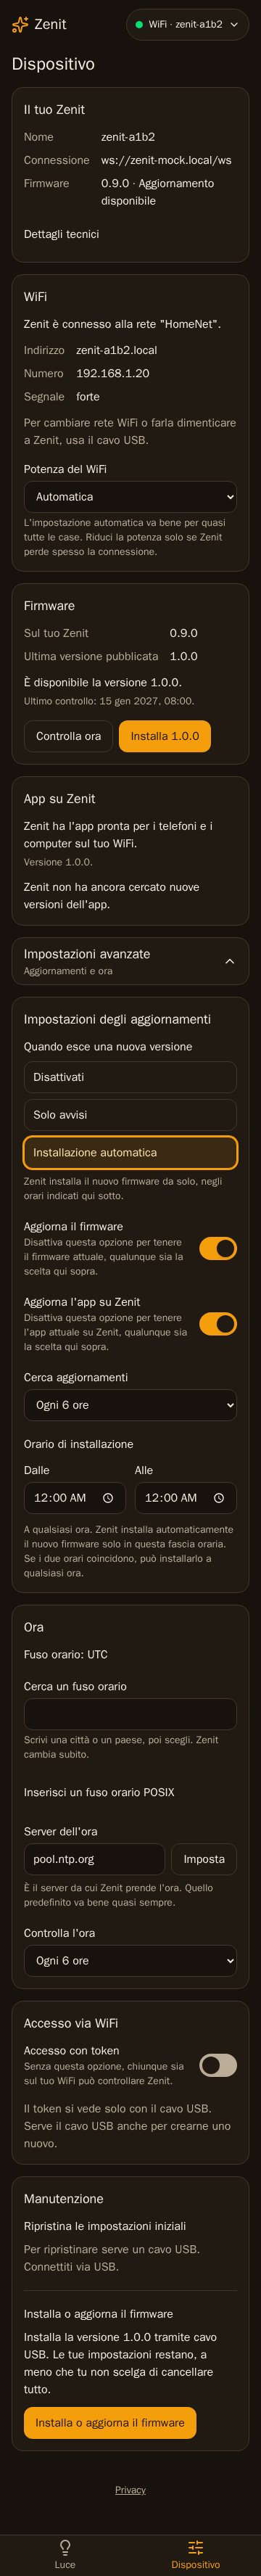 Zenit
WiFi · zenit-a1b2
Dispositivo
Il tuo Zenit
Nome zenit-a1b2
Connessione ws://zenit-mock.local/ws
Firmware 0.9.0 · Aggiornamento
disponibile
Dettagli tecnici
WiFi
Zenit è connesso alla rete "HomeNet".
Indirizzo zenit-a1b2.local
Numero 192.168.1.20
Segnale forte
Per cambiare rete WiFi o farla dimenticare
a Zenit, usa il cavo USB.
Potenza del WiFi
Automatica
L'impostazione automatica va bene per quasi
tutte le case. Riduci la potenza solo se Zenit
perde spesso la connessione.
Firmware
Sul tuo Zenit 0.9.0
Ultima versione pubblicata 1.0.0
È disponibile la versione 1.0.0.
Ultimo controllo: 15 gen 2027, 08:00.
Controlla ora Installa 1.0.0
App su Zenit
Zenit ha l'app pronta per i telefoni e i
computer sul tuo WiFi.
Versione 1.0.0.
Zenit non ha ancora cercato nuove
versioni dell'app.
Impostazioni avanzate
Aggiornamenti e ora
Impostazioni degli aggiornamenti
Quando esce una nuova versione
Disattivati
Solo avvisi
Installazione automatica
Zenit installa il nuovo firmware da solo, negli
orari indicati qui sotto.
Aggiorna il firmware
Disattiva questa opzione per tenere
il firmware attuale, qualunque sia la
scelta qui sopra.
Aggiorna l'app su Zenit
Disattiva questa opzione per tenere
l'app attuale su Zenit, qualunque sia
la scelta qui sopra.
Cerca aggiornamenti
Ogni 6 ore
Orario di installazione
Dalle Alle
12:00 AM 12:00 AM
A qualsiasi ora. Zenit installa automaticamente
il nuovo firmware solo in questa fascia oraria.
Se i due orari coincidono, può installarlo a
qualsiasi ora.
Ora
Fuso orario: UTC
Cerca un fuso orario
Scrivi una città o un paese, poi scegli. Zenit
cambia subito.
Inserisci un fuso orario POSIX
Server dell'ora
pool.ntp.org Imposta
È il server da cui Zenit prende l'ora. Quello
predefinito va bene quasi sempre.
Controlla l'ora
Ogni 6 ore
Accesso via WiFi
Accesso con token
Senza questa opzione, chiunque sia
sul tuo WiFi può controllare Zenit.
Il token si vede solo con il cavo USB.
Serve il cavo USB anche per crearne uno
nuovo.
Manutenzione
Ripristina le impostazioni iniziali
Per ripristinare serve un cavo USB.
Connettiti via USB.
Installa o aggiorna il firmware
Installa la versione 1.0.0 tramite cavo
USB. Le tue impostazioni restano, a
meno che tu non scelga di cancellare
tutto.
Installa o aggiorna il firmware
Privacy
Luce Dispositivo